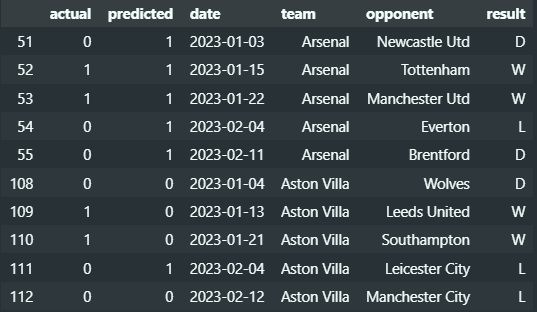 actual predicted date team opponent result
51 0 1 2023-01-03 Arsenal Newcastle Utd D
52 1 1 2023-01-15 Arsenal Tottenham W
53 1 1 2023-01-22 Arsenal Manchester Utd W
54 0 1 2023-02-04 Arsenal Everton L
55 0 1 2023-02-11 Arsenal Brentford D
108 0 0 2023-01-04 Aston Villa Wolves D
109 1 0 2023-01-13 Aston Villa Leeds United W
110 1 0 2023-01-21 Aston Villa Southampton W
111 0 1 2023-02-04 Aston Villa Leicester City L
112 0 0 2023-02-12 Aston Villa Manchester City L